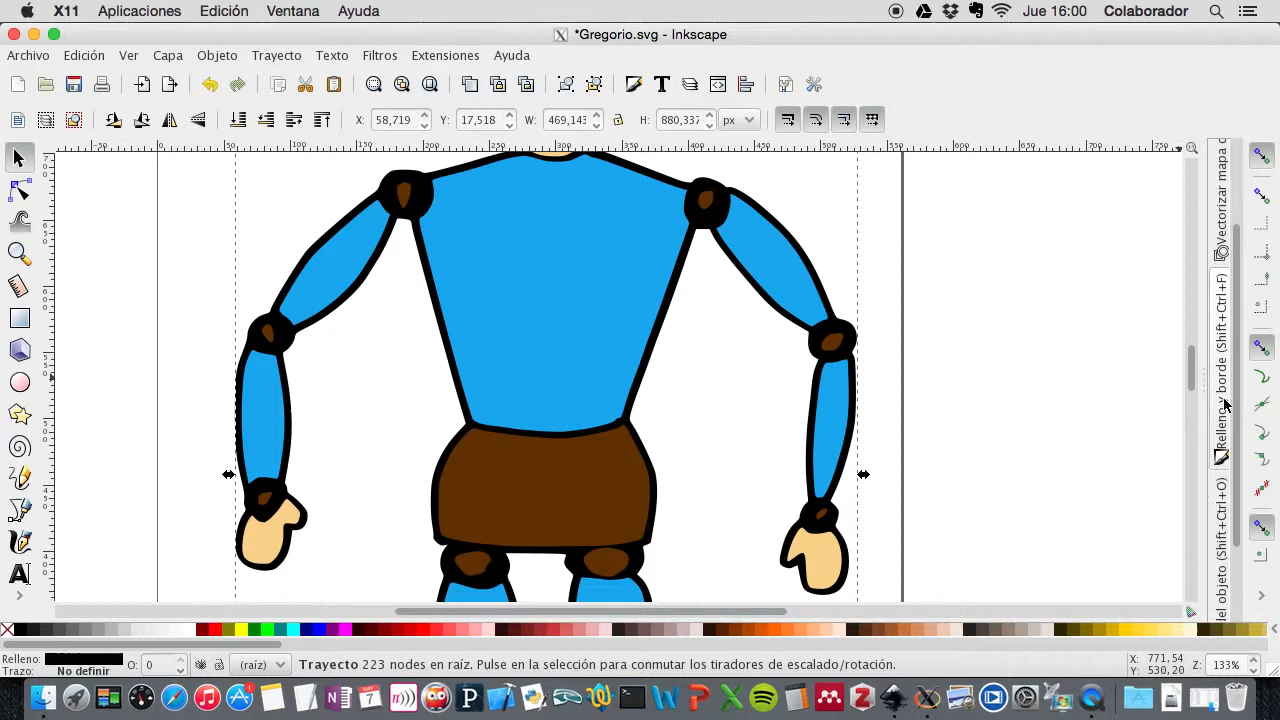 X11 Aplicaciones Edición Ventana Ayuda Jue 16:00 Colaborador
*Gregorio.svg - Inkscape
Archivo Edición Ver Capa Objeto Trayecto Texto Filtros Extensiones Ayuda
X: 58,719 Y: 17,518 W: 469,143 H: 880,337 px
Vectorizar mapa d
Relleno y borde (Shift+Ctrl+F)
del objeto (Shift+Ctrl+O)
Relleno: O: 0 (raíz) Trayecto 223 nodes en raíz. Pulse en la selección para conmutar los tiradores de escalado/rotación. X: 771,54 Z: 133%
Trazo: No definir Y: 530,20